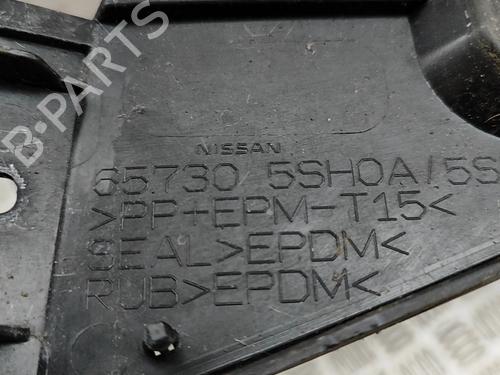 B-PARTS
NISSAN
65730 5SH0A/5S
>PP+EPM-T15<
SEAL>EPDM<
RUB>EPDM<